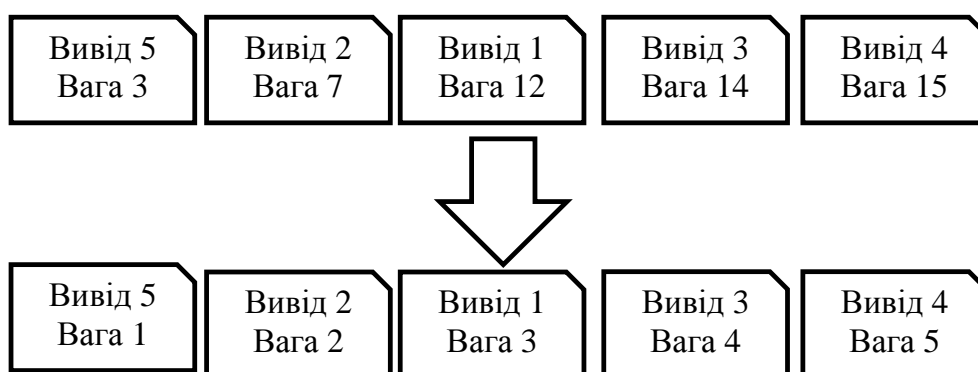 Вивід 5
Вага 3
Вивід 2
Вага 7
Вивід 1
Вага 12
Вивід 3
Вага 14
Вивід 4
Вага 15
Вивід 5
Вага 1
Вивід 2
Вага 2
Вивід 1
Вага 3
Вивід 3
Вага 4
Вивід 4
Вага 5